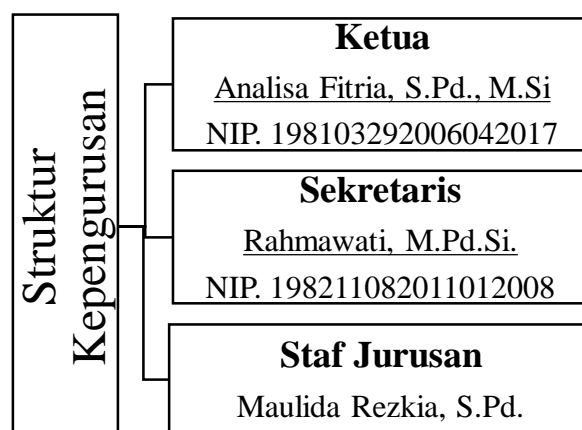 Struktur
Kepengurusan
Ketua
Analisa Fitria, S.Pd., M.Si
NIP. 198103292006042017
Sekretaris
Rahmawati, M.Pd.Si.
NIP. 198211082011012008
Staf Jurusan
Maulida Rezkia, S.Pd.